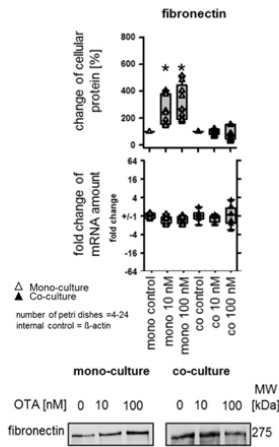 fibronectin
change of cellular
protein [%]
800
600
400
200
0
* *
fold change of
mRNA amount
fold change
64
16
4
+/-1
-4
-16
-64
mono control
mono 10 nM
mono 100 nM
co control
co 10 nM
co 100 nM
△ Mono-culture
▲ Co-culture
number of petri dishes =4-24
internal control = ß-actin
mono-culture co-culture
MW
OTA [nM] 0 10 100 0 10 100 [kDa]
fibronectin 275